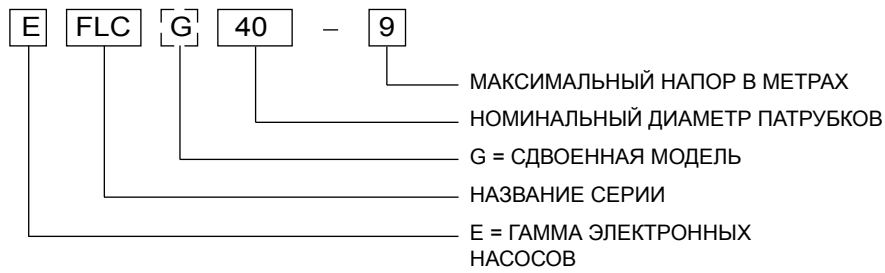 E FLC G 40 – 9
МАКСИМАЛЬНЫЙ НАПОР В МЕТРАХ
НОМИНАЛЬНЫЙ ДИАМЕТР ПАТРУБКОВ
G = СДВОЕННАЯ МОДЕЛЬ
НАЗВАНИЕ СЕРИИ
E = ГАММА ЭЛЕКТРОННЫХ
НАСОСОВ